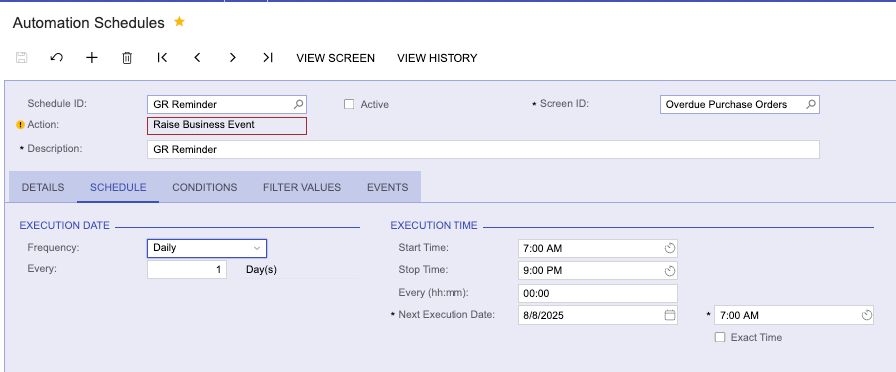 Automation Schedules
VIEW SCREEN VIEW HISTORY
Schedule ID: GR Reminder Active * Screen ID: Overdue Purchase Orders
Action: Raise Business Event
* Description: GR Reminder
DETAILS SCHEDULE CONDITIONS FILTER VALUES EVENTS
EXECUTION DATE EXECUTION TIME
Frequency: Daily Start Time: 7:00 AM
Every: 1 Day(s) Stop Time: 9:00 PM
Every (hh:mm): 00:00
* Next Execution Date: 8/8/2025 * 7:00 AM
Exact Time